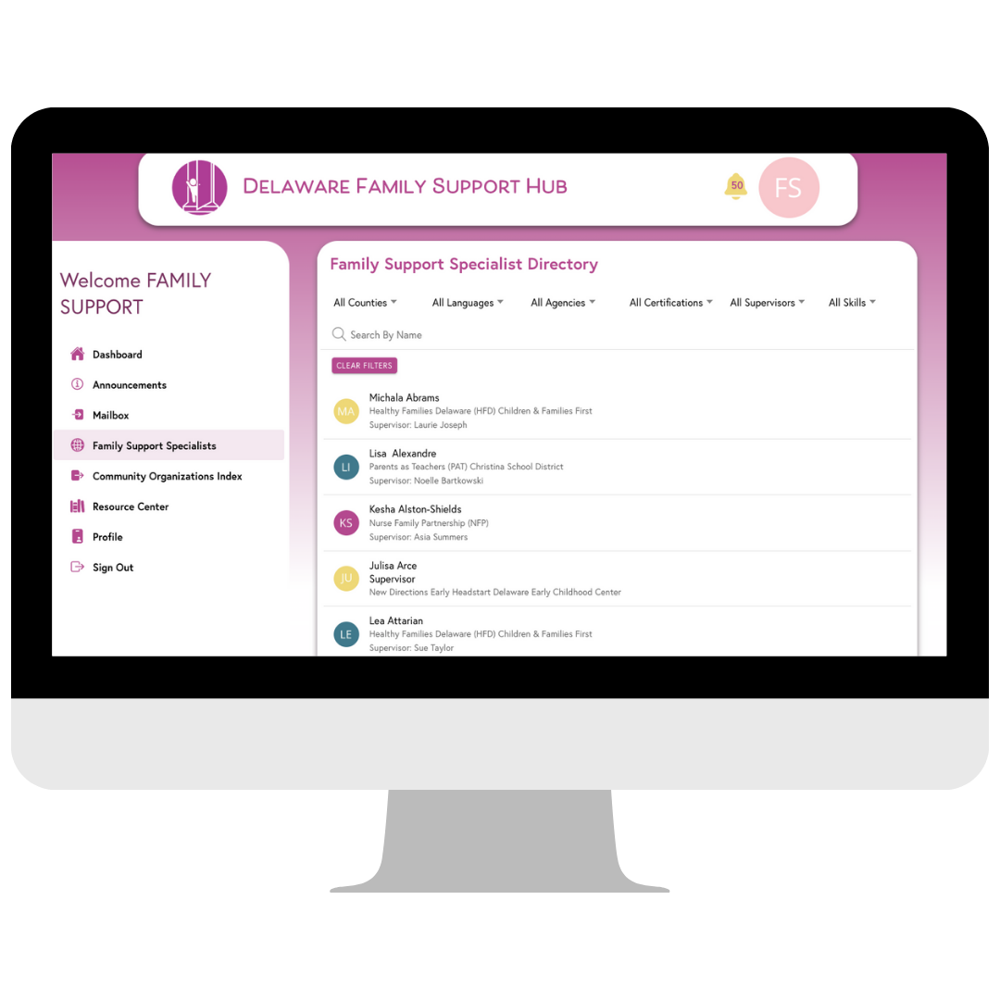 DELAWARE FAMILY SUPPORT HUB
50
FS
Welcome FAMILY
SUPPORT
Dashboard
Announcements
Mailbox
Family Support Specialists
Community Organizations Index
Resource Center
Profile
Sign Out
Family Support Specialist Directory
All Counties All Languages All Agencies All Certifications All Supervisors All Skills
Search By Name
CLEAR FILTERS
MA
Michala Abrams
Healthy Families Delaware (HFD) Children & Families First
Supervisor: Laurie Joseph
LI
Lisa Alexandre
Parents as Teachers (PAT) Christina School District
Supervisor: Noelle Bartkowski
KS
Kesha Alston-Shields
Nurse Family Partnership (NFP)
Supervisor: Asia Summers
JU
Julisa Arce
Supervisor
New Directions Early Headstart Delaware Early Childhood Center
LE
Lea Attarian
Healthy Families Delaware (HFD) Children & Families First
Supervisor: Sue Taylor